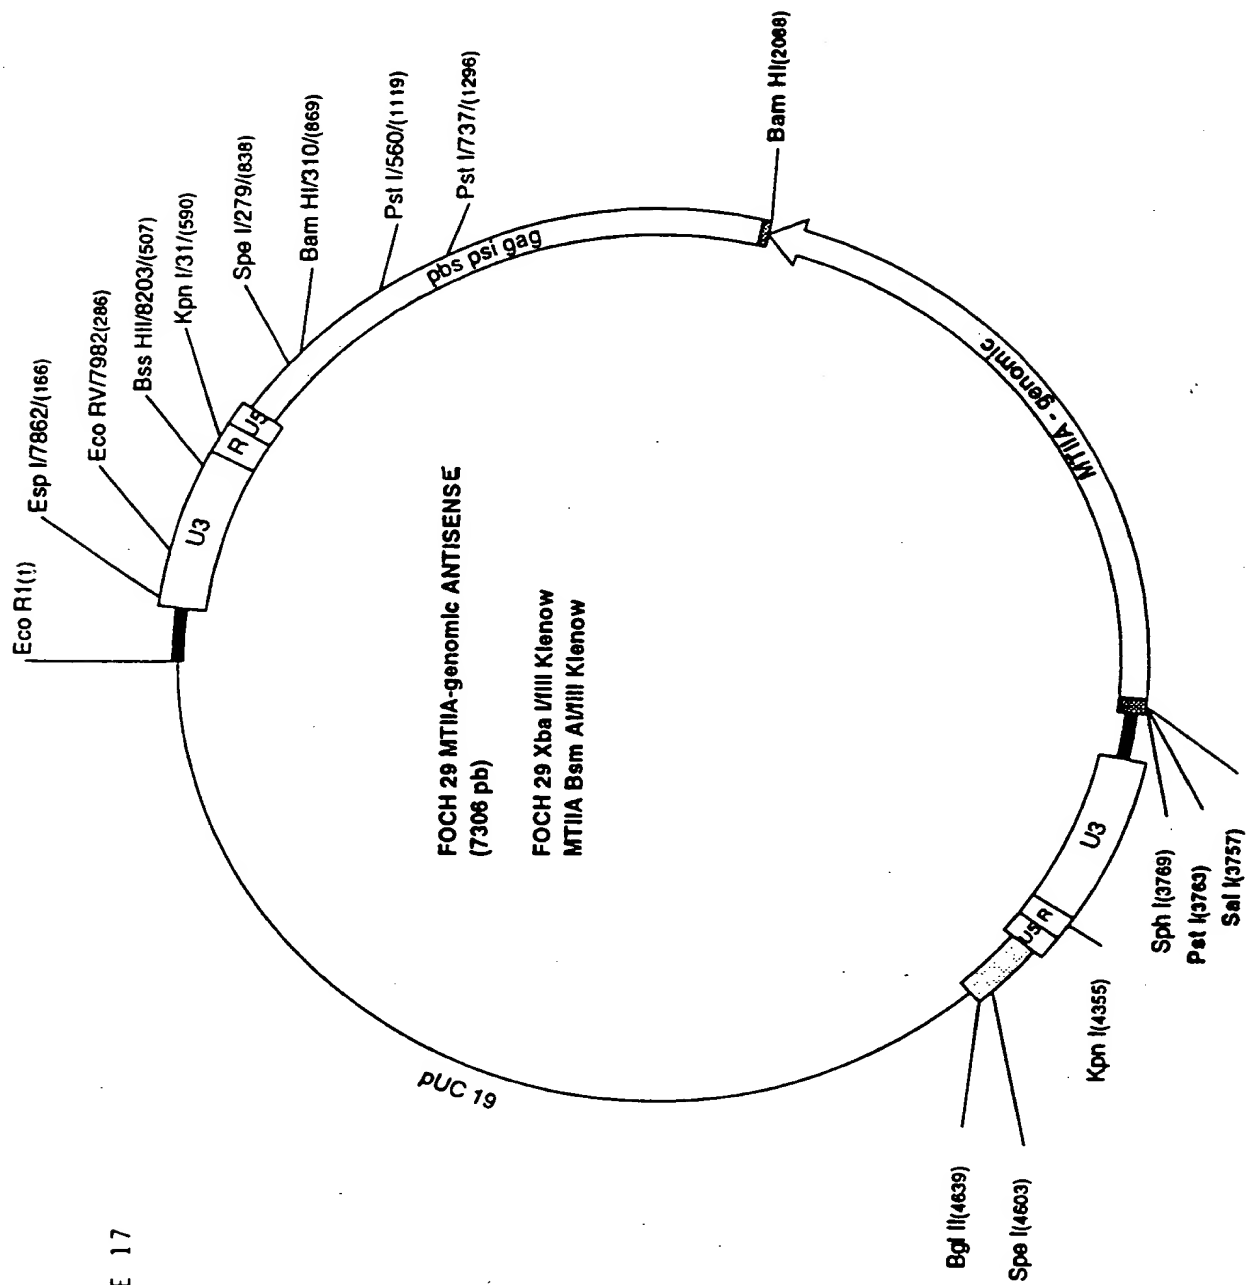 Eco R1(1)
Esp I/7862/(166)
Eco RV/7982(286)
Bss HII/8203/(507)
Kpn I/31/(590)
Spe I/279/(838)
Bam HI/310/(869)
Pst I/560/(1119)
Pst I/737/(1296)
Bam HI(2068)
U3
R
U5
pbs psi gag
MTIIA - genomic
FOCH 29 MTIIA-genomic ANTISENSE
(7306 pb)
FOCH 29 Xba I/fill Klenow
MTIIA Bsm AI/fill Klenow
U3
R
U5
Sph I(3769)
Pst I(3763)
Sal I(3757)
Kpn I(4355)
Spe I(4603)
Bgl II(4639)
pUC 19
E 17